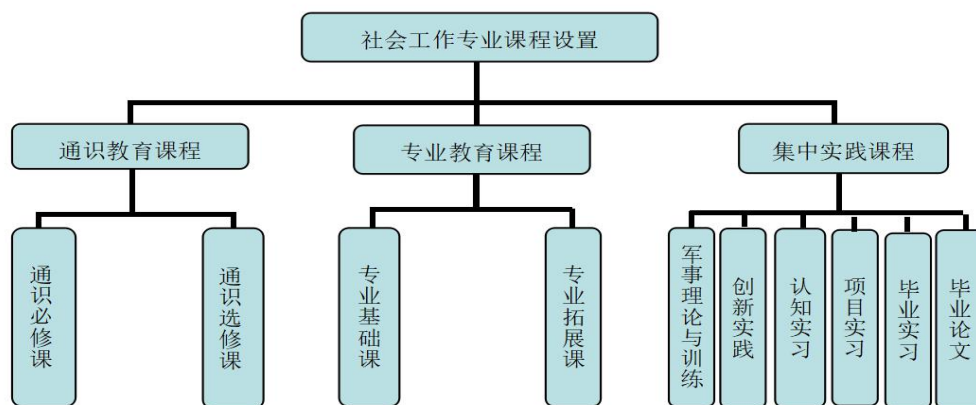 社会工作专业课程设置
通识教育课程
专业教育课程
集中实践课程
通识必修课
通识选修课
专业基础课
专业拓展课
军事理论与训练
创新实践
认知实习
项目实习
毕业实习
毕业论文